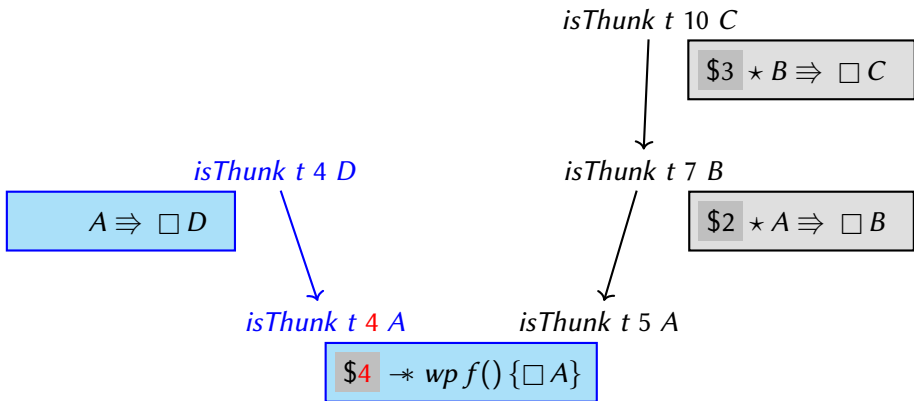 isThunk t 10 C
$3 ⋆ B ⇛ □ C
isThunk t 4 D
isThunk t 7 B
A ⇛ □ D
$2 ⋆ A ⇛ □ B
isThunk t 4 A
isThunk t 5 A
$4 -∗ wp f() {□ A}